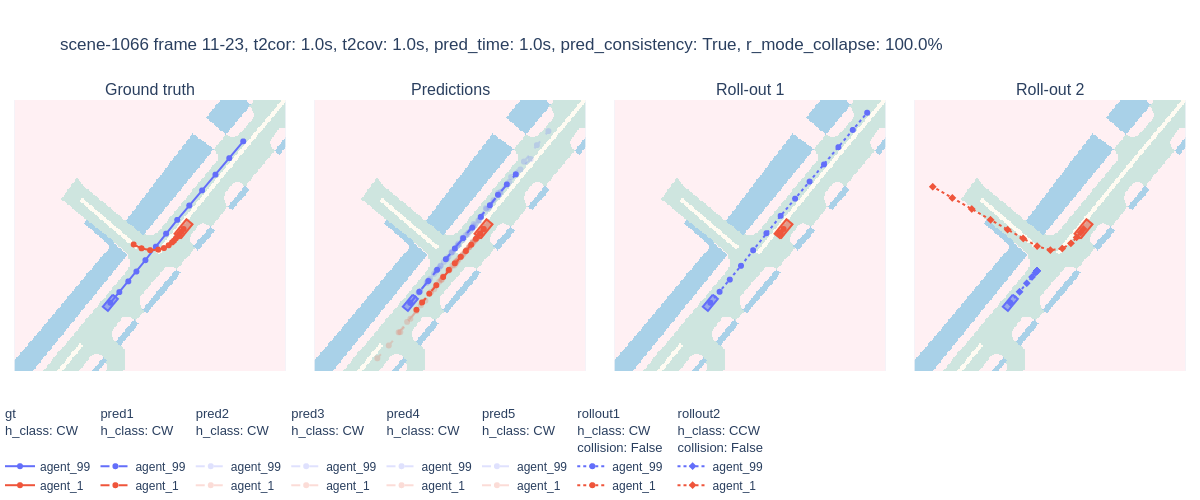 scene-1066 frame 11-23, t2cor: 1.0s, t2cov: 1.0s, pred_time: 1.0s, pred_consistency: True, r_mode_collapse: 100.0%
Ground truth Predictions Roll-out 1 Roll-out 2
gt pred1 pred2 pred3 pred4 pred5 rollout1 rollout2
h_class: CW h_class: CW h_class: CW h_class: CW h_class: CW h_class: CW h_class: CW h_class: CCW
collision: False collision: False
agent_99 agent_99 agent_99 agent_99 agent_99 agent_99 agent_99 agent_99
agent_1 agent_1 agent_1 agent_1 agent_1 agent_1 agent_1 agent_1